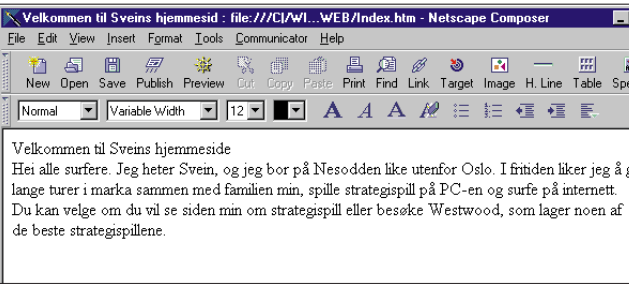 Velkommen til Sveins hjemmesid : file:///C|/WI...WEB/Index.htm - Netscape Composer
File Edit View Insert Format Tools Communicator Help
New Open Save Publish Preview Cut Copy Paste Print Find Link Target Image H. Line Table Spe
Normal Variable Width 12 A A A
Velkommen til Sveins hjemmeside
Hei alle surfere. Jeg heter Svein, og jeg bor på Nesodden like utenfor Oslo. I fritiden liker jeg å g
lange turer i marka sammen med familien min, spille strategispill på PC-en og surfe på internett.
Du kan velge om du vil se siden min om strategispill eller besøke Westwood, som lager noen af
de beste strategispillene.